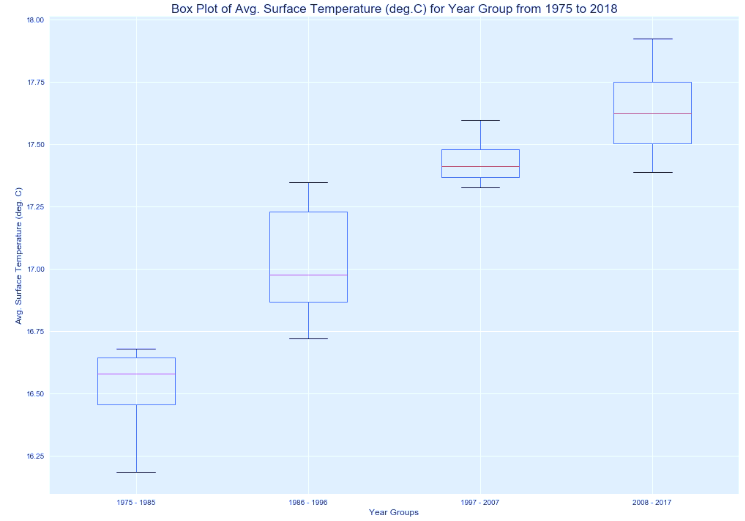 Box Plot of Avg. Surface Temperature (deg.C) for Year Group from 1975 to 2018
18.00
17.75
17.50
17.25
17.00
16.75
16.50
16.25
Avg. Surface Temperature (deg. C)
1975 - 1985
1986 - 1996
1997 - 2007
2008 - 2017
Year Groups